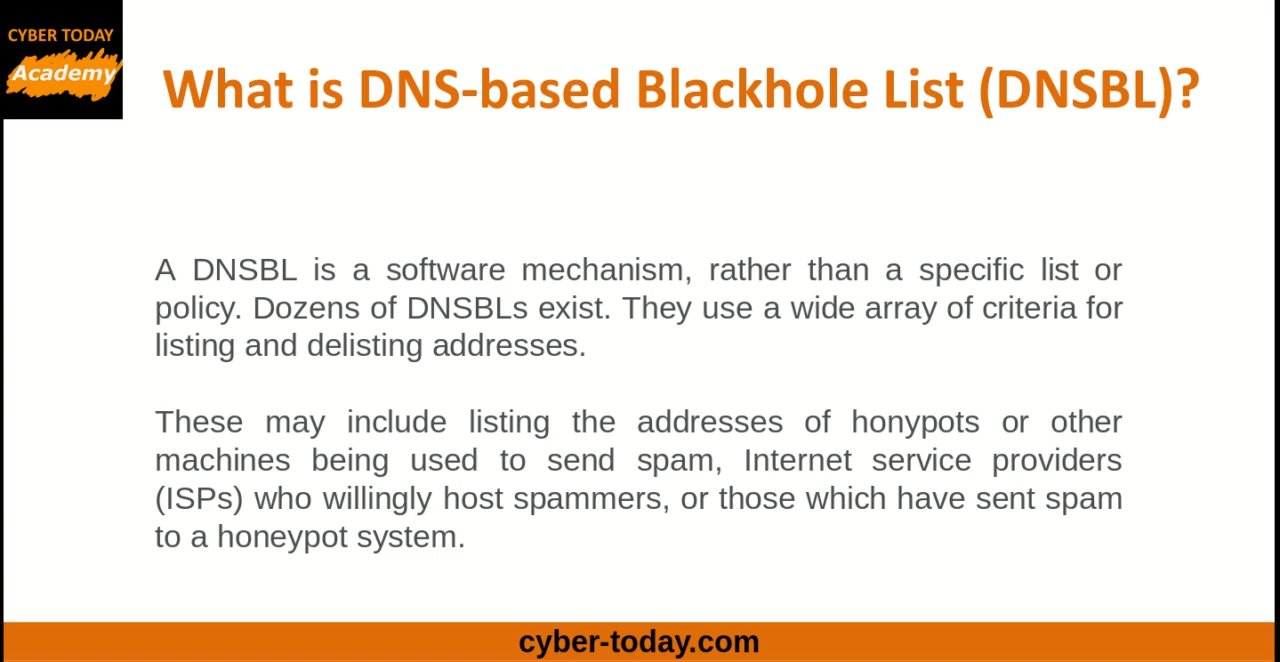 CYBER TODAY
Academy
What is DNS-based Blackhole List (DNSBL)?
A DNSBL is a software mechanism, rather than a specific list or
policy. Dozens of DNSBLs exist. They use a wide array of criteria for
listing and delisting addresses.
These may include listing the addresses of honypots or other
machines being used to send spam, Internet service providers
(ISPs) who willingly host spammers, or those which have sent spam
to a honeypot system.
cyber-today.com